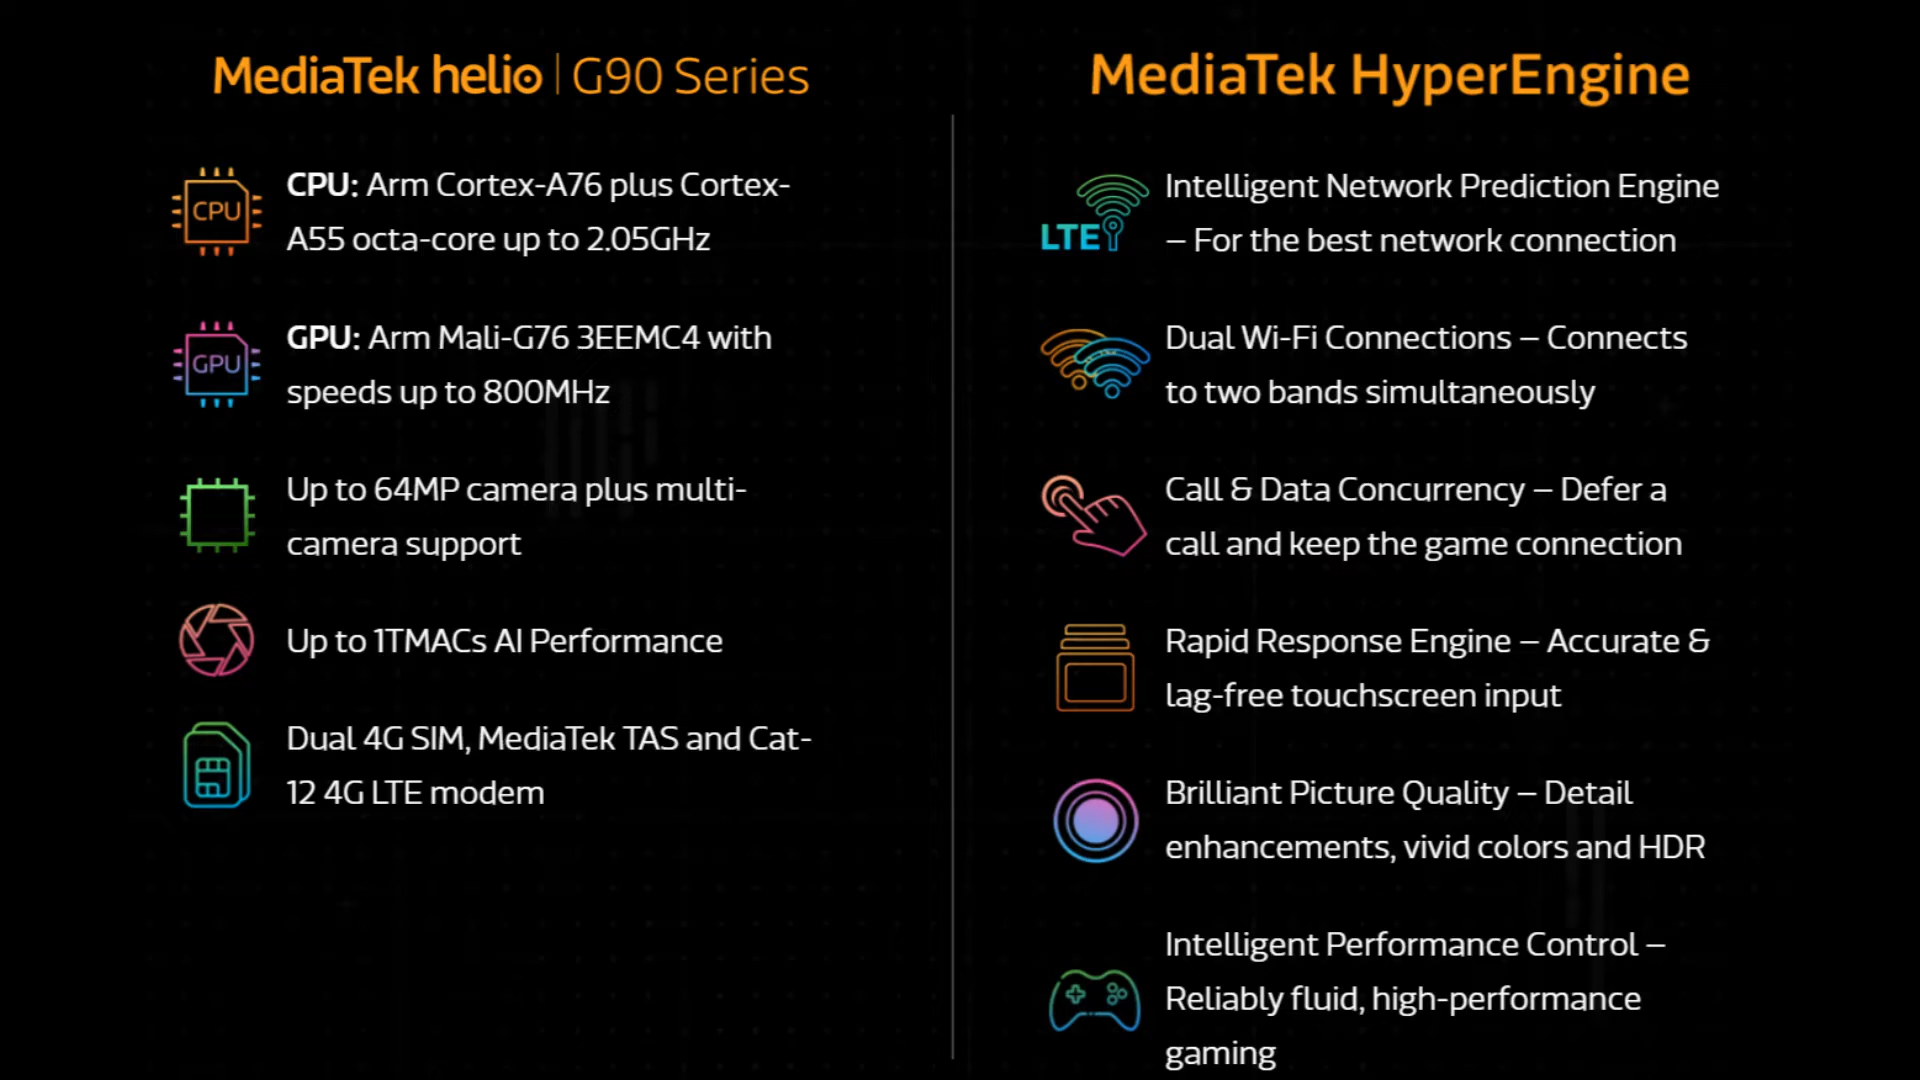 MediaTek helio | G90 Series
CPU
CPU: Arm Cortex-A76 plus Cortex-
A55 octa-core up to 2.05GHz
GPU
GPU: Arm Mali-G76 3EEMC4 with
speeds up to 800MHz
Up to 64MP camera plus multi-
camera support
Up to 1TMACs AI Performance
Dual 4G SIM, MediaTek TAS and Cat-
12 4G LTE modem
MediaTek HyperEngine
LTE
Intelligent Network Prediction Engine
– For the best network connection
Dual Wi-Fi Connections – Connects
to two bands simultaneously
Call & Data Concurrency – Defer a
call and keep the game connection
Rapid Response Engine – Accurate &
lag-free touchscreen input
Brilliant Picture Quality – Detail
enhancements, vivid colors and HDR
Intelligent Performance Control –
Reliably fluid, high-performance
gaming